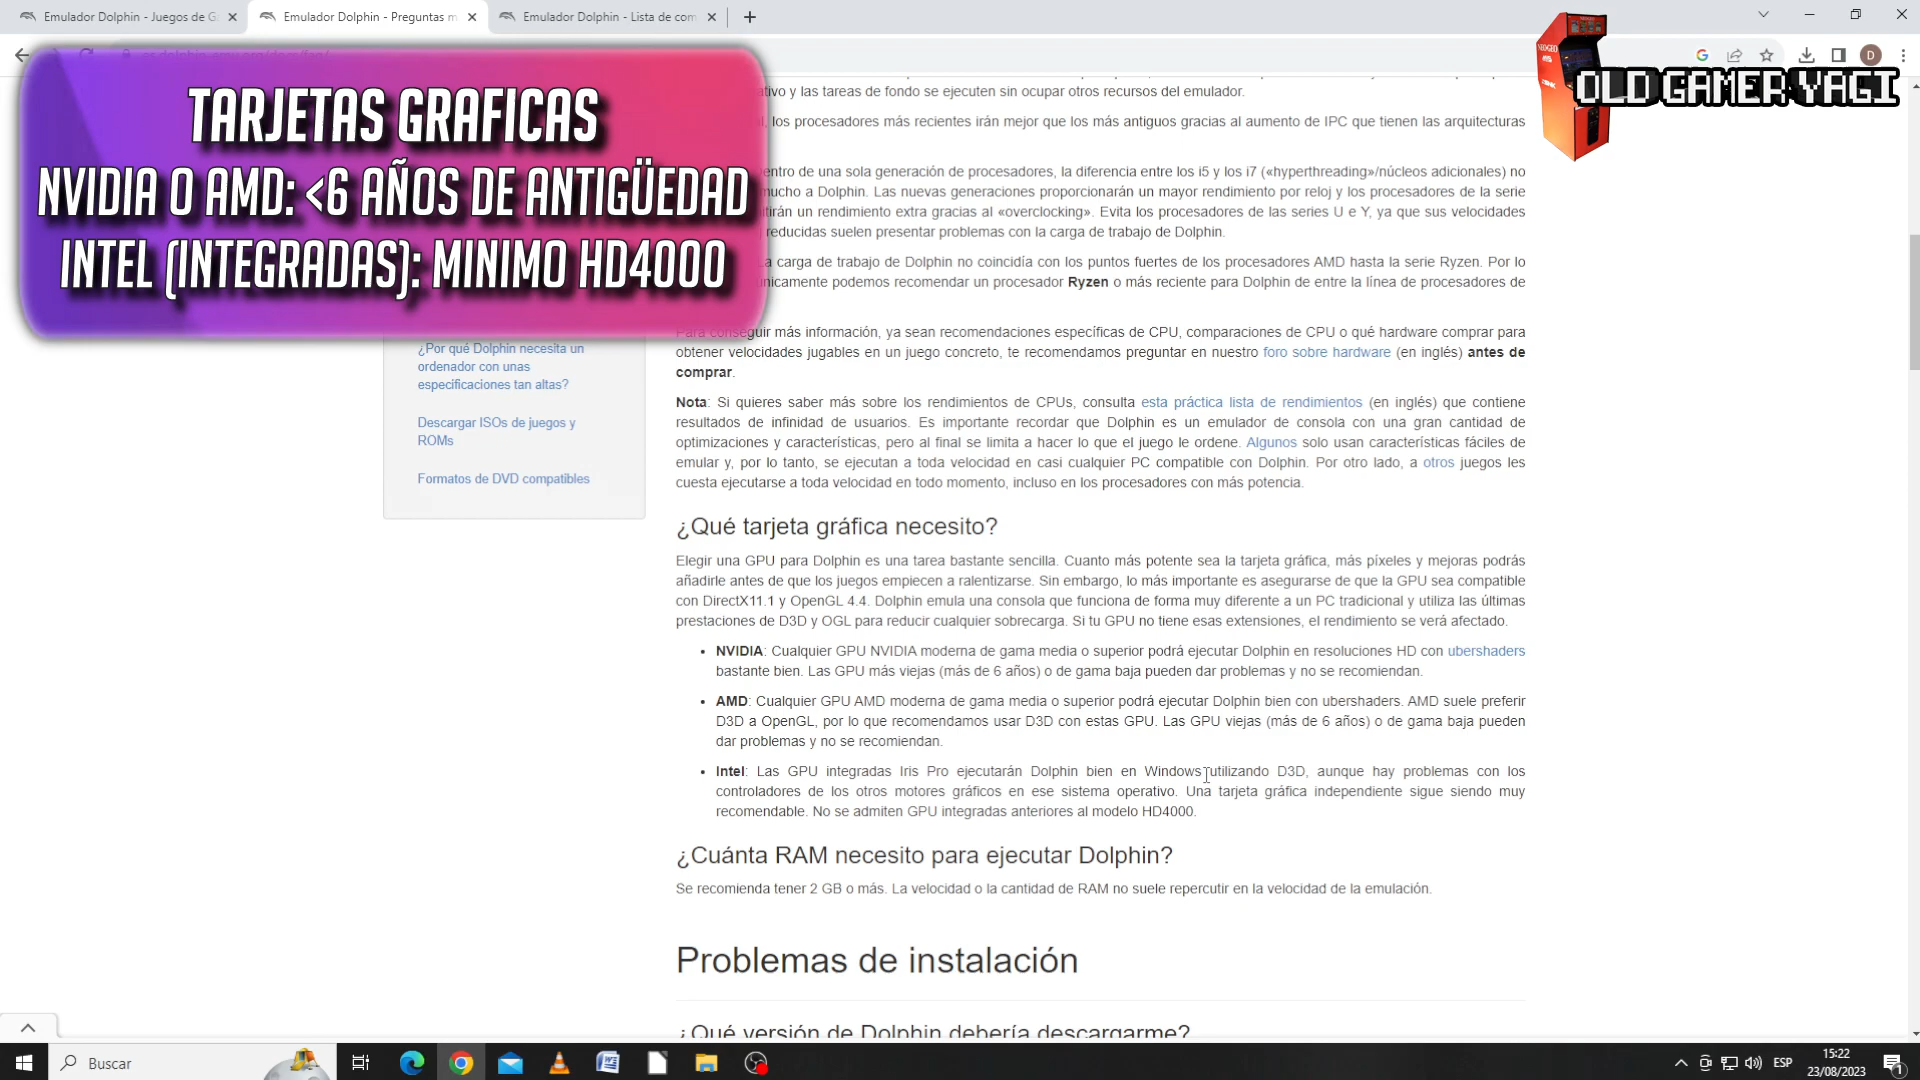 Emulador Dolphin - Juegos de G
Emulador Dolphin - Preguntas m
Emulador Dolphin - Lista de com
D
OLD GAMER YAGI
TARJETAS GRAFICAS
NVIDIA O AMD: <6 AÑOS DE ANTIGÜEDAD
INTEL (INTEGRADAS): MINIMO HD4000
¿Por qué Dolphin necesita un
ordenador con unas
especificaciones tan altas?
Descargar ISOs de juegos y
ROMs
Formatos de DVD compatibles
y las tareas de fondo se ejecuten sin ocupar otros recursos del emulador.
los procesadores más recientes irán mejor que los más antiguos gracias al aumento de IPC que tienen las arquitecturas
de una sola generación de procesadores, la diferencia entre los i5 y los i7 («hyperthreading»/núcleos adicionales) no
mucho a Dolphin. Las nuevas generaciones proporcionarán un mayor rendimiento por reloj y los procesadores de la serie
un rendimiento extra gracias al «overclocking». Evita los procesadores de las series U e Y, ya que sus velocidades
reducidas suelen presentar problemas con la carga de trabajo de Dolphin.
La carga de trabajo de Dolphin no coincidía con los puntos fuertes de los procesadores AMD hasta la serie Ryzen. Por lo
podemos recomendar un procesador Ryzen o más reciente para Dolphin de entre la línea de procesadores de
Para conseguir más información, ya sean recomendaciones específicas de CPU, comparaciones de CPU o qué hardware comprar para
obtener velocidades jugables en un juego concreto, te recomendamos preguntar en nuestro foro sobre hardware (en inglés) antes de
comprar.
Nota: Si quieres saber más sobre los rendimientos de CPUs, consulta esta práctica lista de rendimientos (en inglés) que contiene
resultados de infinidad de usuarios. Es importante recordar que Dolphin es un emulador de consola con una gran cantidad de
optimizaciones y características, pero al final se limita a hacer lo que el juego le ordene. Algunos solo usan características fáciles de
emular y, por lo tanto, se ejecutan a toda velocidad en casi cualquier PC compatible con Dolphin. Por otro lado, a otros juegos les
cuesta ejecutarse a toda velocidad en todo momento, incluso en los procesadores con más potencia.
¿Qué tarjeta gráfica necesito?
Elegir una GPU para Dolphin es una tarea bastante sencilla. Cuanto más potente sea la tarjeta gráfica, más píxeles y mejoras podrás
añadirle antes de que los juegos empiecen a ralentizarse. Sin embargo, lo más importante es asegurarse de que la GPU sea compatible
con DirectX11.1 y OpenGL 4.4. Dolphin emula una consola que funciona de forma muy diferente a un PC tradicional y utiliza las últimas
prestaciones de D3D y OGL para reducir cualquier sobrecarga. Si tu GPU no tiene esas extensiones, el rendimiento se verá afectado.
• NVIDIA: Cualquier GPU NVIDIA moderna de gama media o superior podrá ejecutar Dolphin en resoluciones HD con ubershaders
bastante bien. Las GPU más viejas (más de 6 años) o de gama baja pueden dar problemas y no se recomiendan.
• AMD: Cualquier GPU AMD moderna de gama media o superior podrá ejecutar Dolphin bien con ubershaders. AMD suele preferir
D3D a OpenGL, por lo que recomendamos usar D3D con estas GPU. Las GPU viejas (más de 6 años) o de gama baja pueden
dar problemas y no se recomiendan.
• Intel: Las GPU integradas Iris Pro ejecutarán Dolphin bien en Windows utilizando D3D, aunque hay problemas con los
controladores de los otros motores gráficos en ese sistema operativo. Una tarjeta gráfica independiente sigue siendo muy
recomendable. No se admiten GPU integradas anteriores al modelo HD4000.
¿Cuánta RAM necesito para ejecutar Dolphin?
Se recomienda tener 2 GB o más. La velocidad o la cantidad de RAM no suele repercutir en la velocidad de la emulación.
Problemas de instalación
¿Qué versión de Dolphin debería descargarme?
Buscar
ESP
15:22
23/08/2023
1